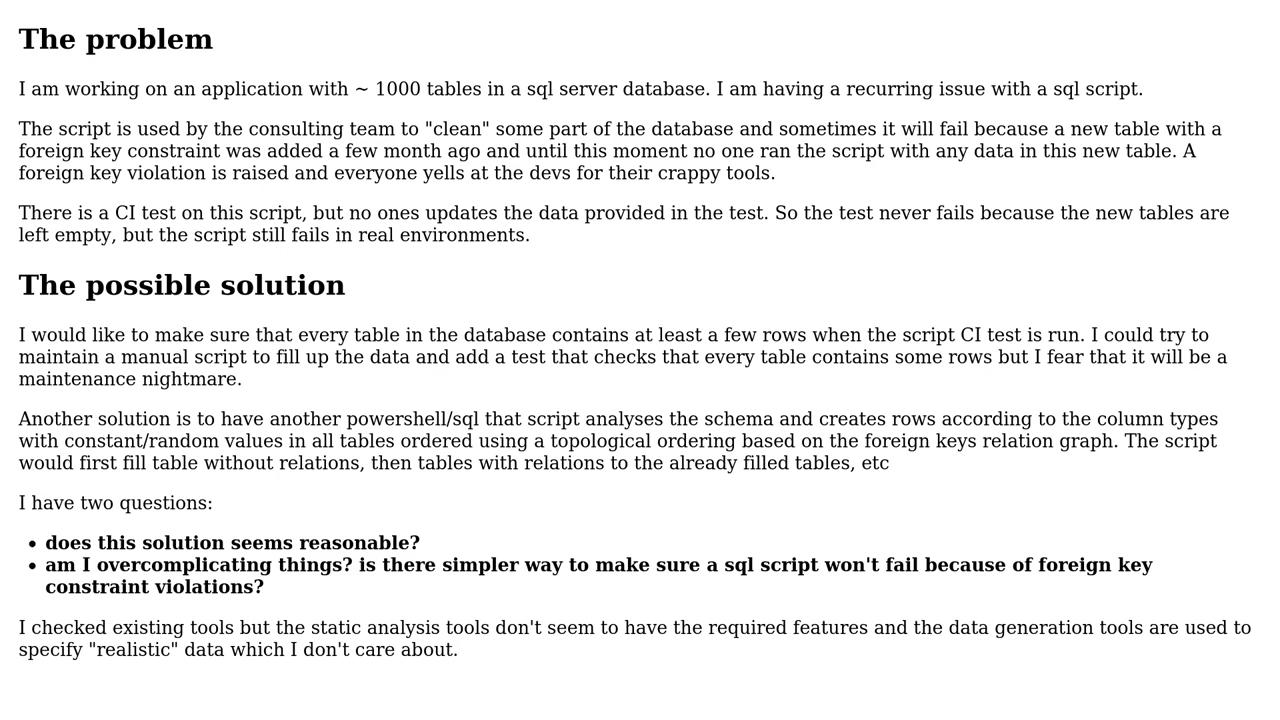 The problem
I am working on an application with ~ 1000 tables in a sql server database. I am having a recurring issue with a sql script.
The script is used by the consulting team to "clean" some part of the database and sometimes it will fail because a new table with a
foreign key constraint was added a few month ago and until this moment no one ran the script with any data in this new table. A
foreign key violation is raised and everyone yells at the devs for their crappy tools.
There is a CI test on this script, but no ones updates the data provided in the test. So the test never fails because the new tables are
left empty, but the script still fails in real environments.
The possible solution
I would like to make sure that every table in the database contains at least a few rows when the script CI test is run. I could try to
maintain a manual script to fill up the data and add a test that checks that every table contains some rows but I fear that it will be a
maintenance nightmare.
Another solution is to have another powershell/sql that script analyses the schema and creates rows according to the column types
with constant/random values in all tables ordered using a topological ordering based on the foreign keys relation graph. The script
would first fill table without relations, then tables with relations to the already filled tables, etc
I have two questions:
• does this solution seems reasonable?
• am I overcomplicating things? is there simpler way to make sure a sql script won't fail because of foreign key
constraint violations?
I checked existing tools but the static analysis tools don't seem to have the required features and the data generation tools are used to
specify "realistic" data which I don't care about.